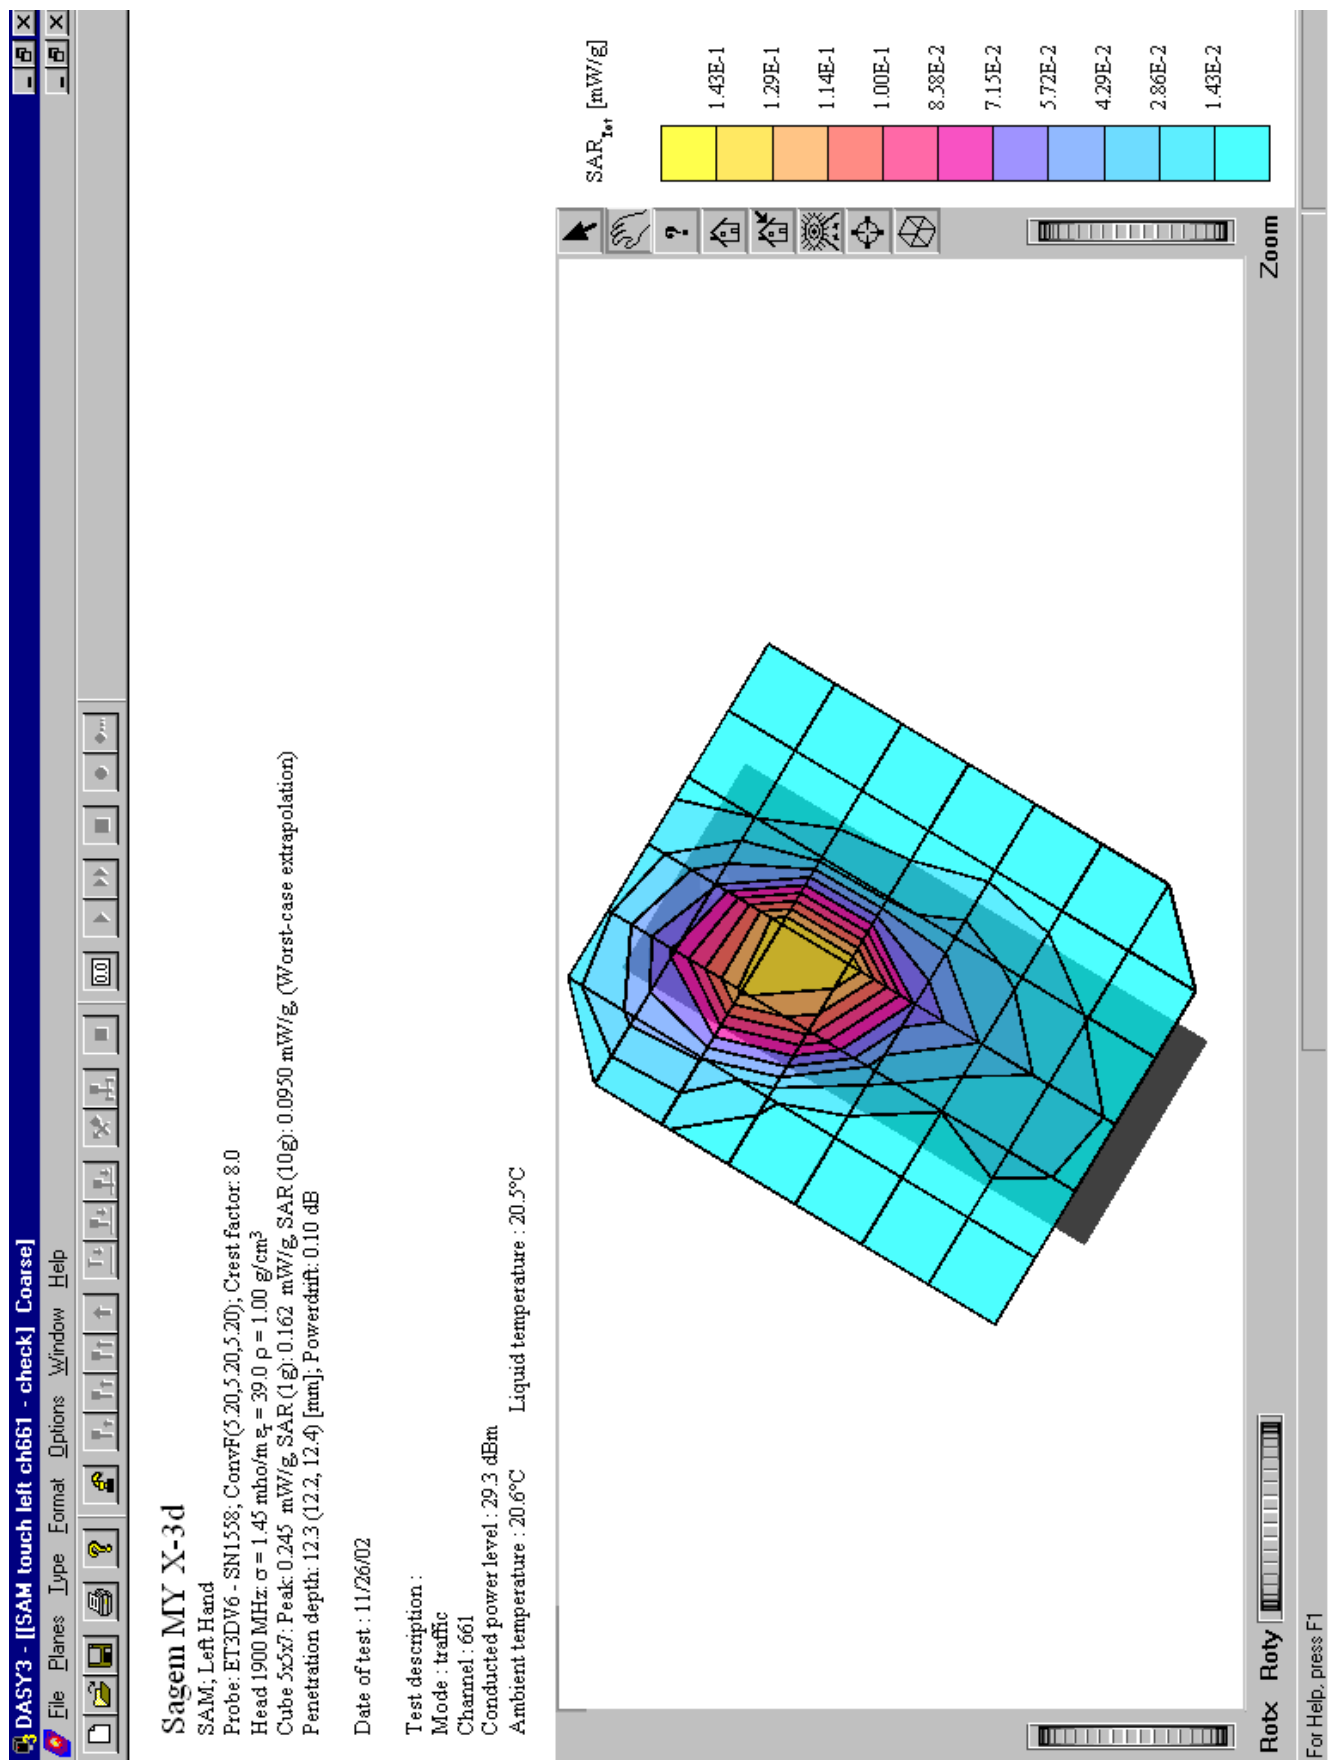 DASY3 - [[SAM touch left ch661 - check] Coarse]
File Planes Type Format Options Window Help
0.0
Sagem MY X-3d
SAM; Left Hand
Probe: ET3DV6 - SN1558; ConvF(5.20,5.20,5.20); Crest factor: 8.0
Head 1900 MHz: σ = 1.45 mho/m εr = 39.0 ρ = 1.00 g/cm³
Cube 5x5x7: Peak: 0.245 mW/g, SAR (1g): 0.162 mW/g, SAR (10g): 0.0950 mW/g, (Worst-case extrapolation)
Penetration depth: 12.3 (12.2, 12.4) [mm]; Powerdrift: 0.10 dB
Date of test : 11/26/02
Test description :
Mode : traffic
Channel : 661
Conducted power level : 29.3 dBm
Ambient temperature : 20.6°C Liquid temperature : 20.5°C
SARTot [mW/g]
1.43E-1
1.29E-1
1.14E-1
1.00E-1
8.58E-2
7.15E-2
5.72E-2
4.29E-2
2.86E-2
1.43E-2
Rotx Roty Zoom
For Help, press F1